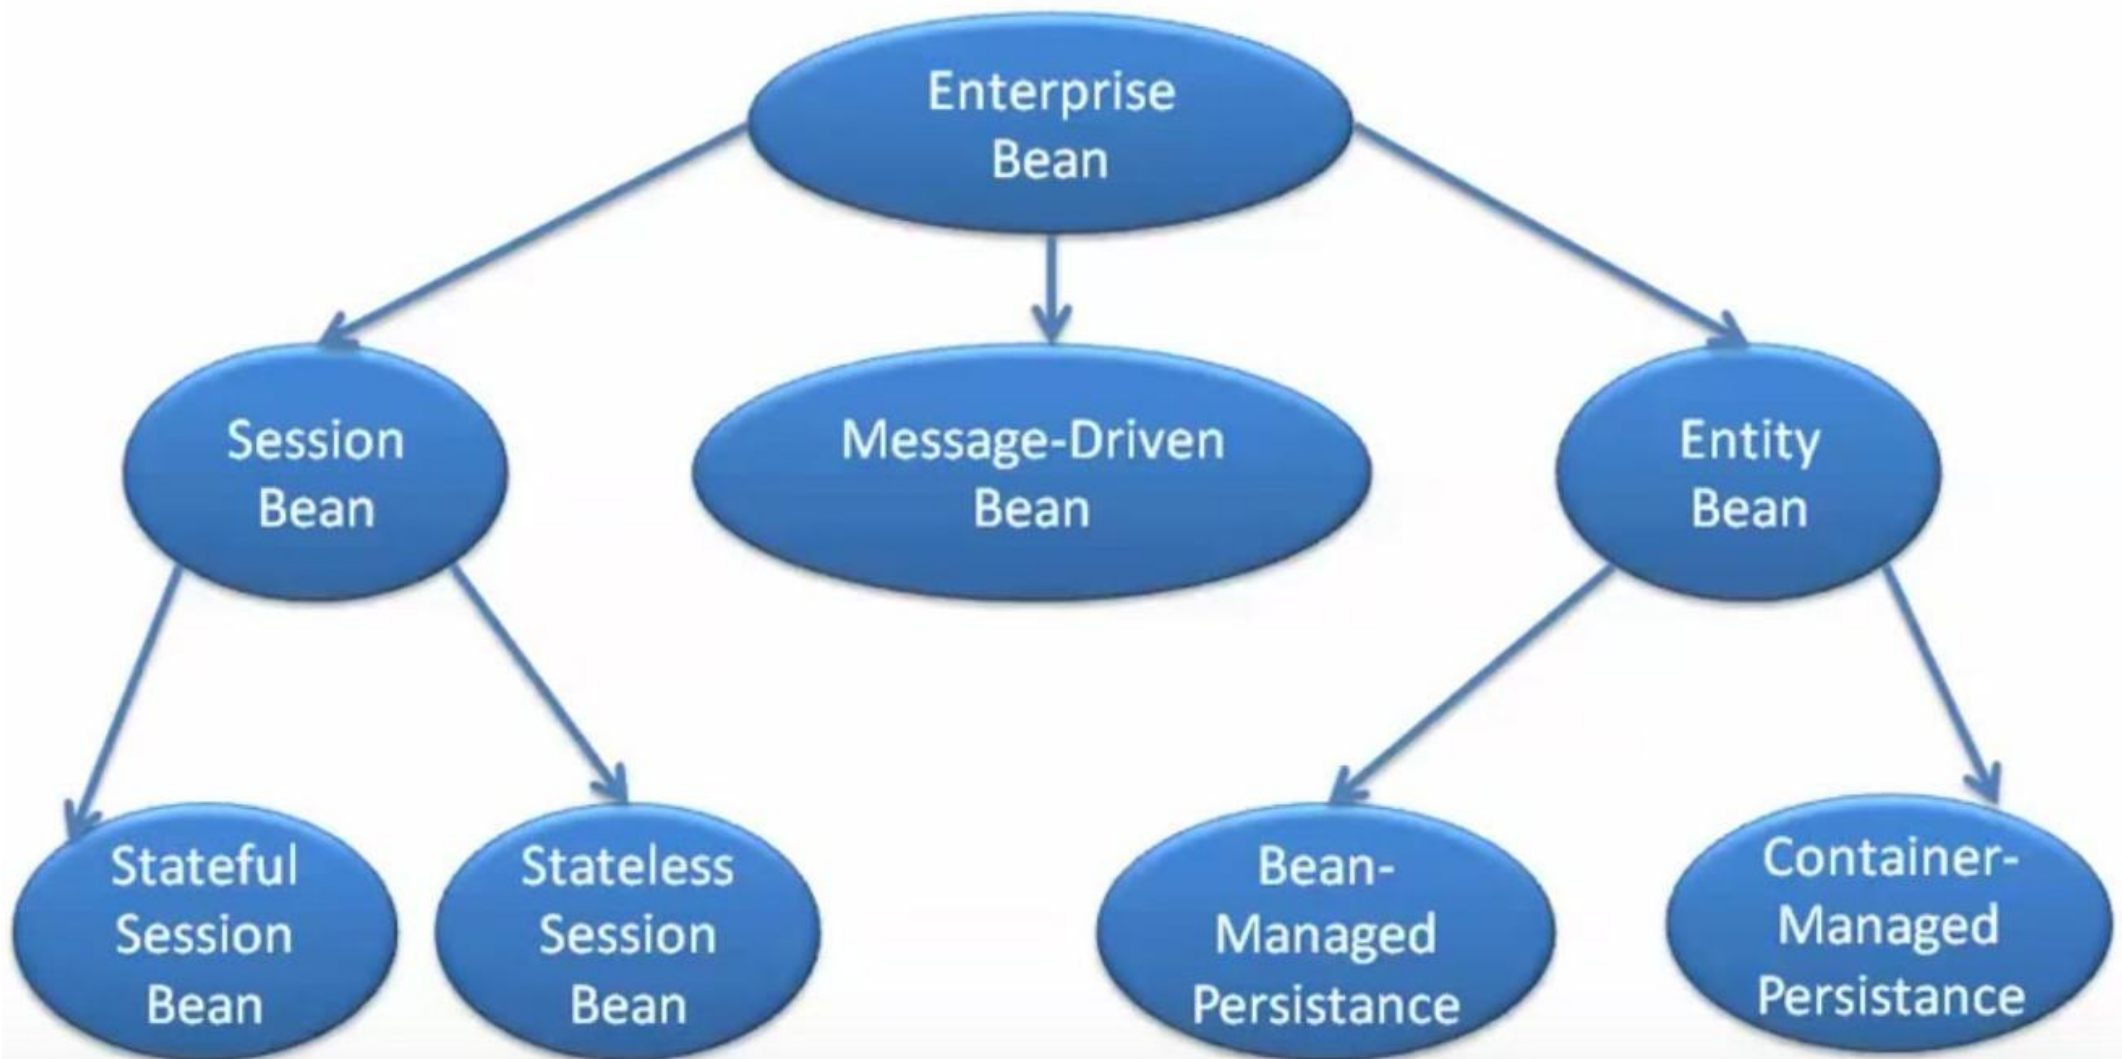 Enterprise
Bean
Session
Bean
Message-Driven
Bean
Entity
Bean
Stateful
Session
Bean
Stateless
Session
Bean
Bean-
Managed
Persistance
Container-
Managed
Persistance